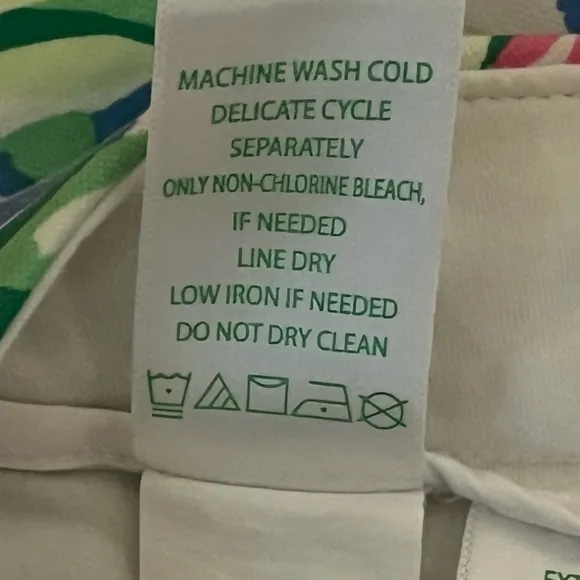 MACHINE WASH COLD
DELICATE CYCLE
SEPARATELY
ONLY NON-CHLORINE BLEACH,
IF NEEDED
LINE DRY
LOW IRON IF NEEDED
DO NOT DRY CLEAN